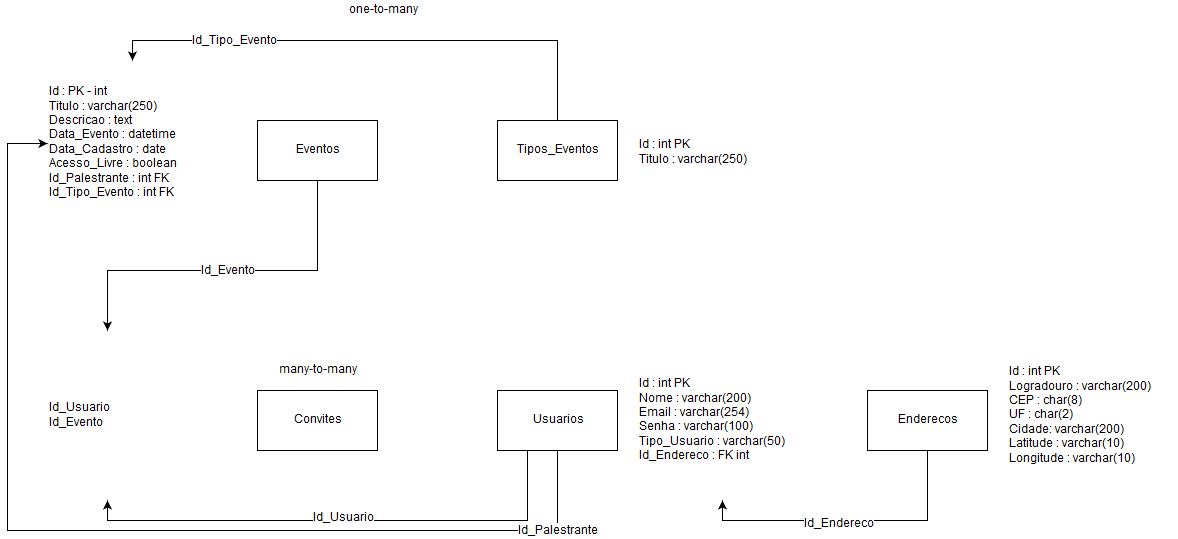 one-to-many
Id_Tipo_Evento
Id : PK - int
Titulo : varchar(250)
Descricao : text
Data_Evento : datetime
Data_Cadastro : date
Acesso_Livre : boolean
Id_Palestrante : int FK
Id_Tipo_Evento : int FK
Eventos
Tipos_Eventos
Id : int PK
Titulo : varchar(250)
Id_Evento
many-to-many
Id_Usuario
Id_Evento
Convites
Usuarios
Id : int PK
Nome : varchar(200)
Email : varchar(254)
Senha : varchar(100)
Tipo_Usuario : varchar(50)
Id_Endereco : FK int
Enderecos
Id : int PK
Logradouro : varchar(200)
CEP : char(8)
UF : char(2)
Cidade: varchar(200)
Latitude : varchar(10)
Longitude : varchar(10)
Id_Usuario
Id_Palestrante
Id_Endereco